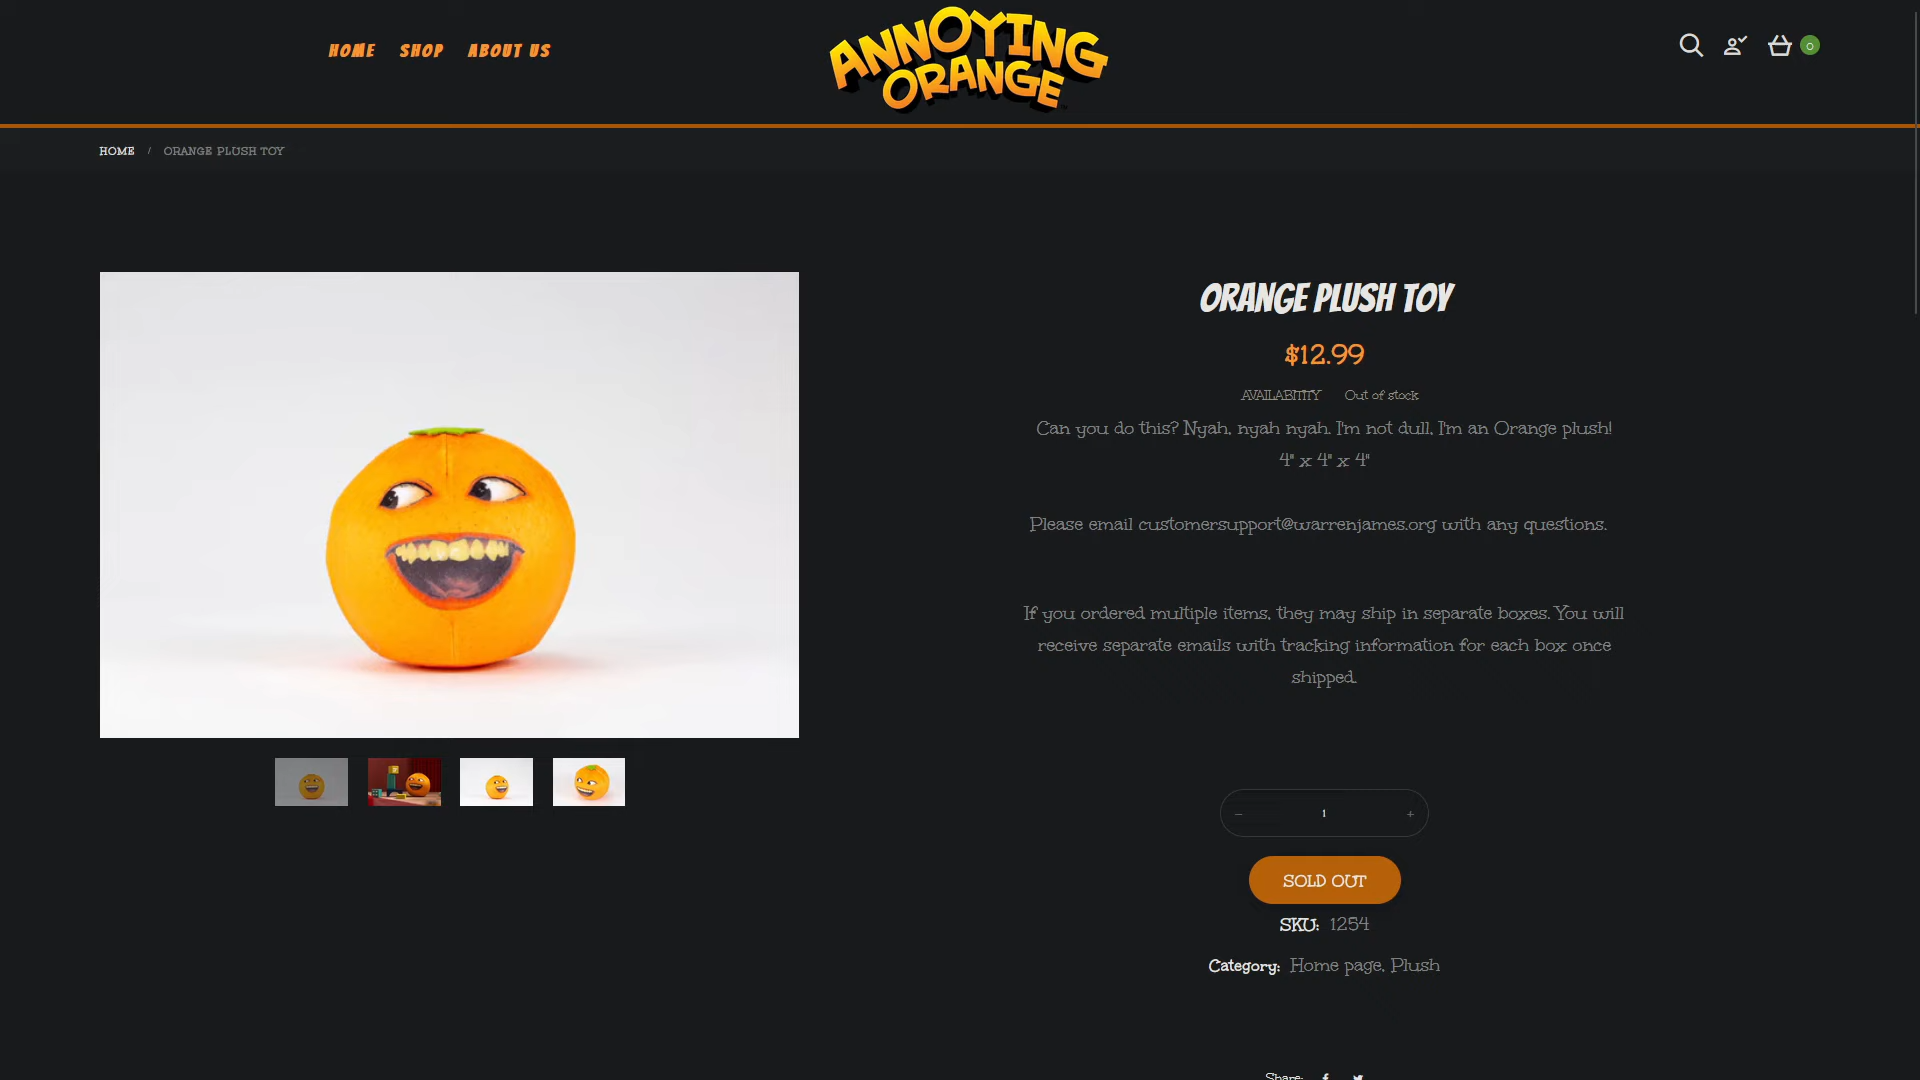 HOME SHOP ABOUT US
ANNOYING
ORANGE
0
HOME / ORANGE PLUSH TOY
ORANGE PLUSH TOY
$12.99
AVAILABITITY Out of stock
Can you do this? Nyah, nyah nyah. I'm not dull, I'm an Orange plush!
4" x 4" x 4"
Please email customersupport@warrenjames.org with any questions.
If you ordered multiple items, they may ship in separate boxes. You will
receive separate emails with tracking information for each box once
shipped.
− 1 +
SOLD OUT
SKU: 1254
Category: Home page, Plush
Share: